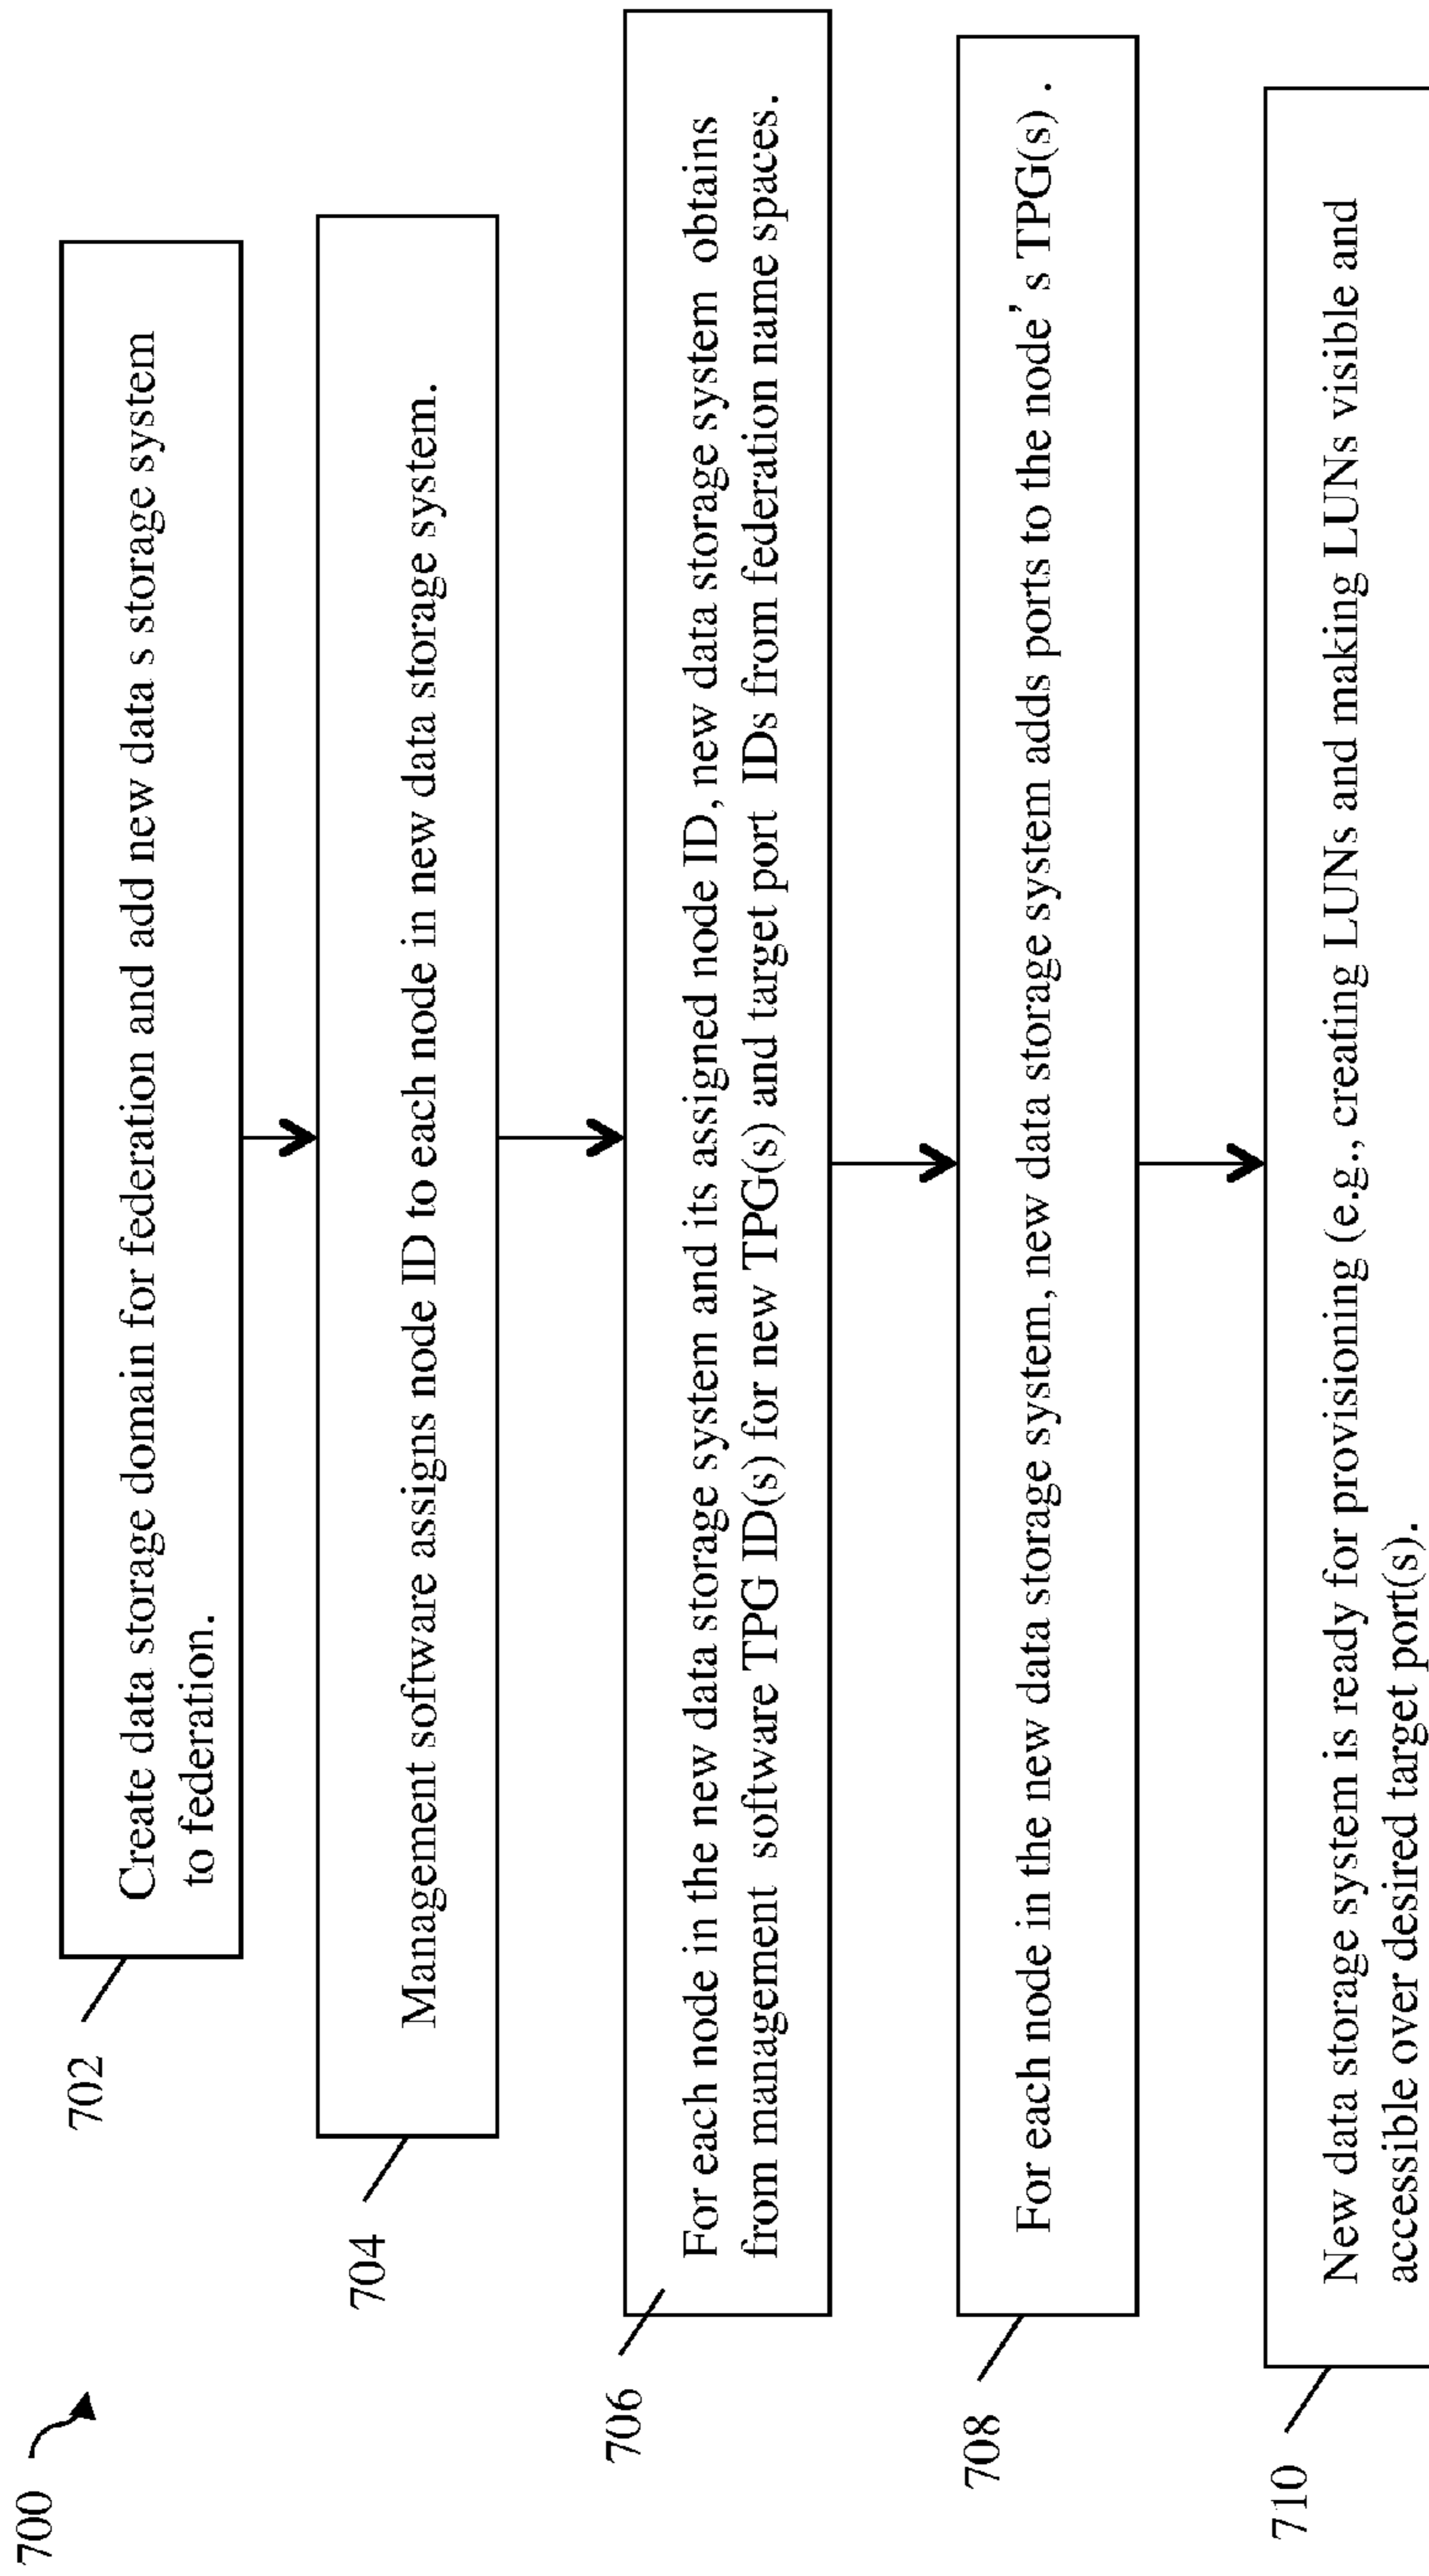 700
702
Create data storage domain for federation and add new data s storage system
to federation.
704
Management software assigns node ID to each node in new data storage system.
706
For each node in the new data storage system and its assigned node ID, new data storage system obtains
from management software TPG ID(s) for new TPG(s) and target port IDs from federation name spaces.
708
For each node in the new data storage system, new data storage system adds ports to the node’ s TPG(s) .
710
New data storage system is ready for provisioning (e.g., creating LUNs and making LUNs visible and
accessible over desired target port(s).